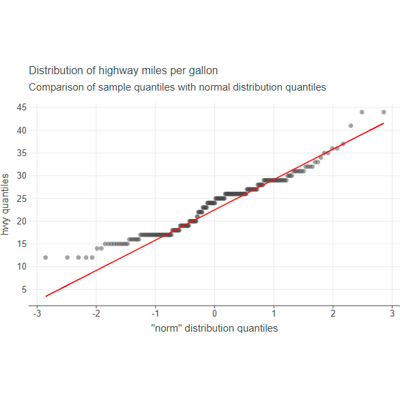 Distribution of highway miles per gallon
Comparison of sample quantiles with normal distribution quantiles
45
40
35
30
25
20
15
10
5
hwy quantiles
-3 -2 -1 0 1 2 3
"norm" distribution quantiles